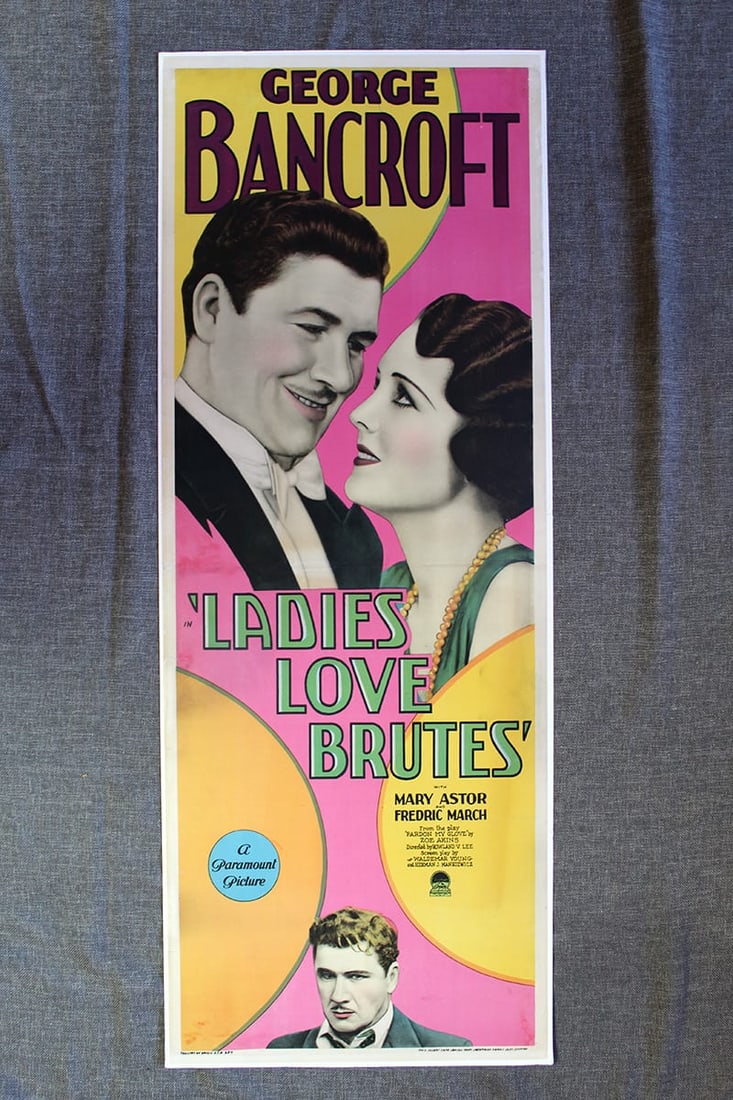 GEORGE
BANCROFT
IN 'LADIES
LOVE
BRUTES'
WITH
MARY ASTOR
AND
FREDRIC MARCH
From the play
"PARDON MY GLOVE" by
ZOE AKINS
Directed by ROWLAND V. LEE
Screen play by
WALDEMAR YOUNG
and HERMAN J. MANKIEWICZ
A
Paramount
Picture